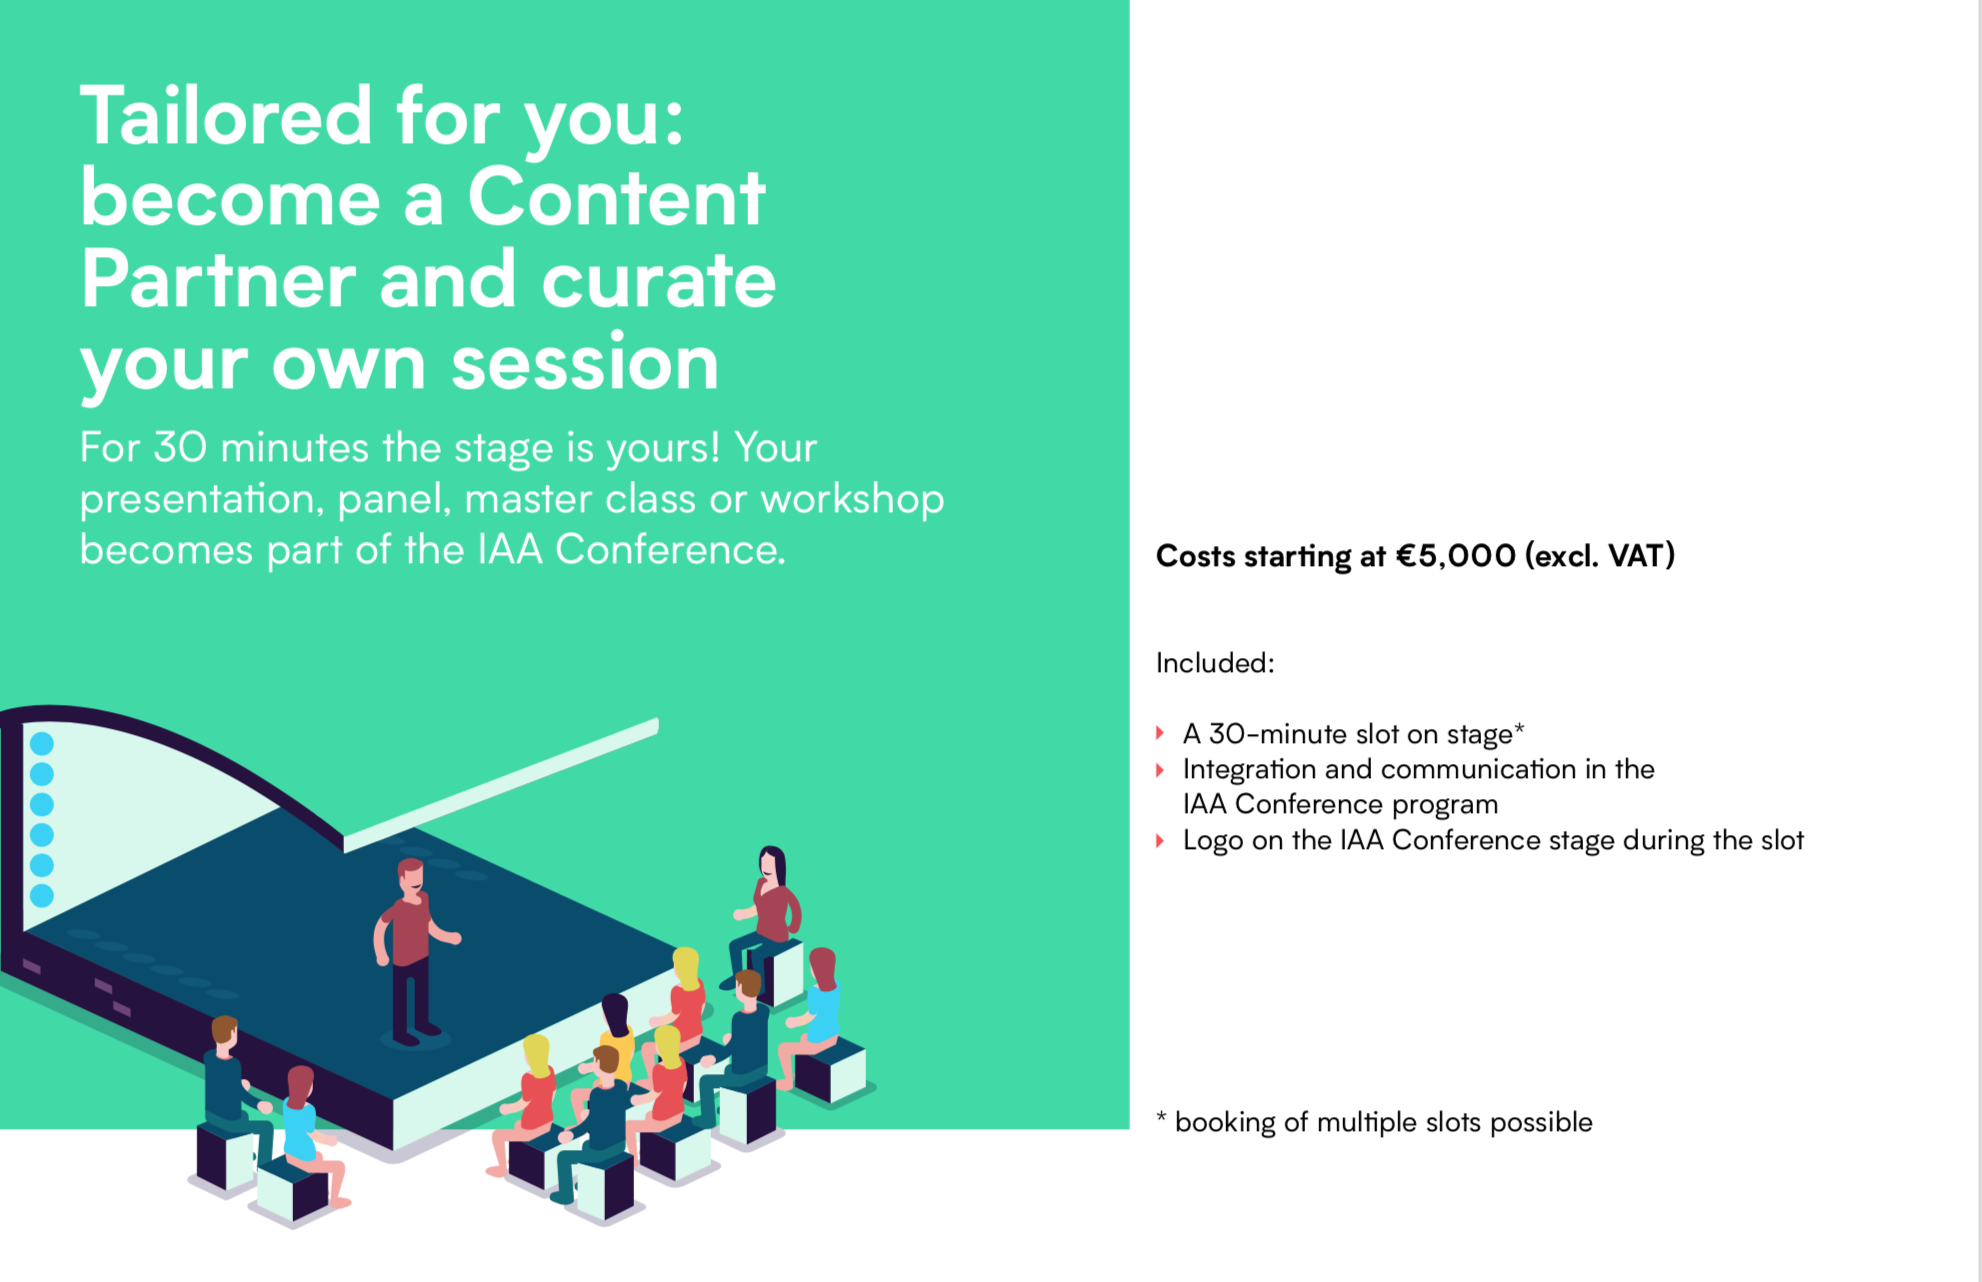 Tailored for you:
become a Content
Partner and curate
your own session
For 30 minutes the stage is yours! Your
presentation, panel, master class or workshop
becomes part of the IAA Conference.
Costs starting at €5,000 (excl. VAT)
Included:
A 30-minute slot on stage*
Integration and communication in the
IAA Conference program
Logo on the IAA Conference stage during the slot
* booking of multiple slots possible